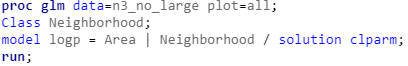 proc glm data=n3_no_large plot=all;
Class Neighborhood;
model logp = Area | Neighborhood / solution clparm;
run;